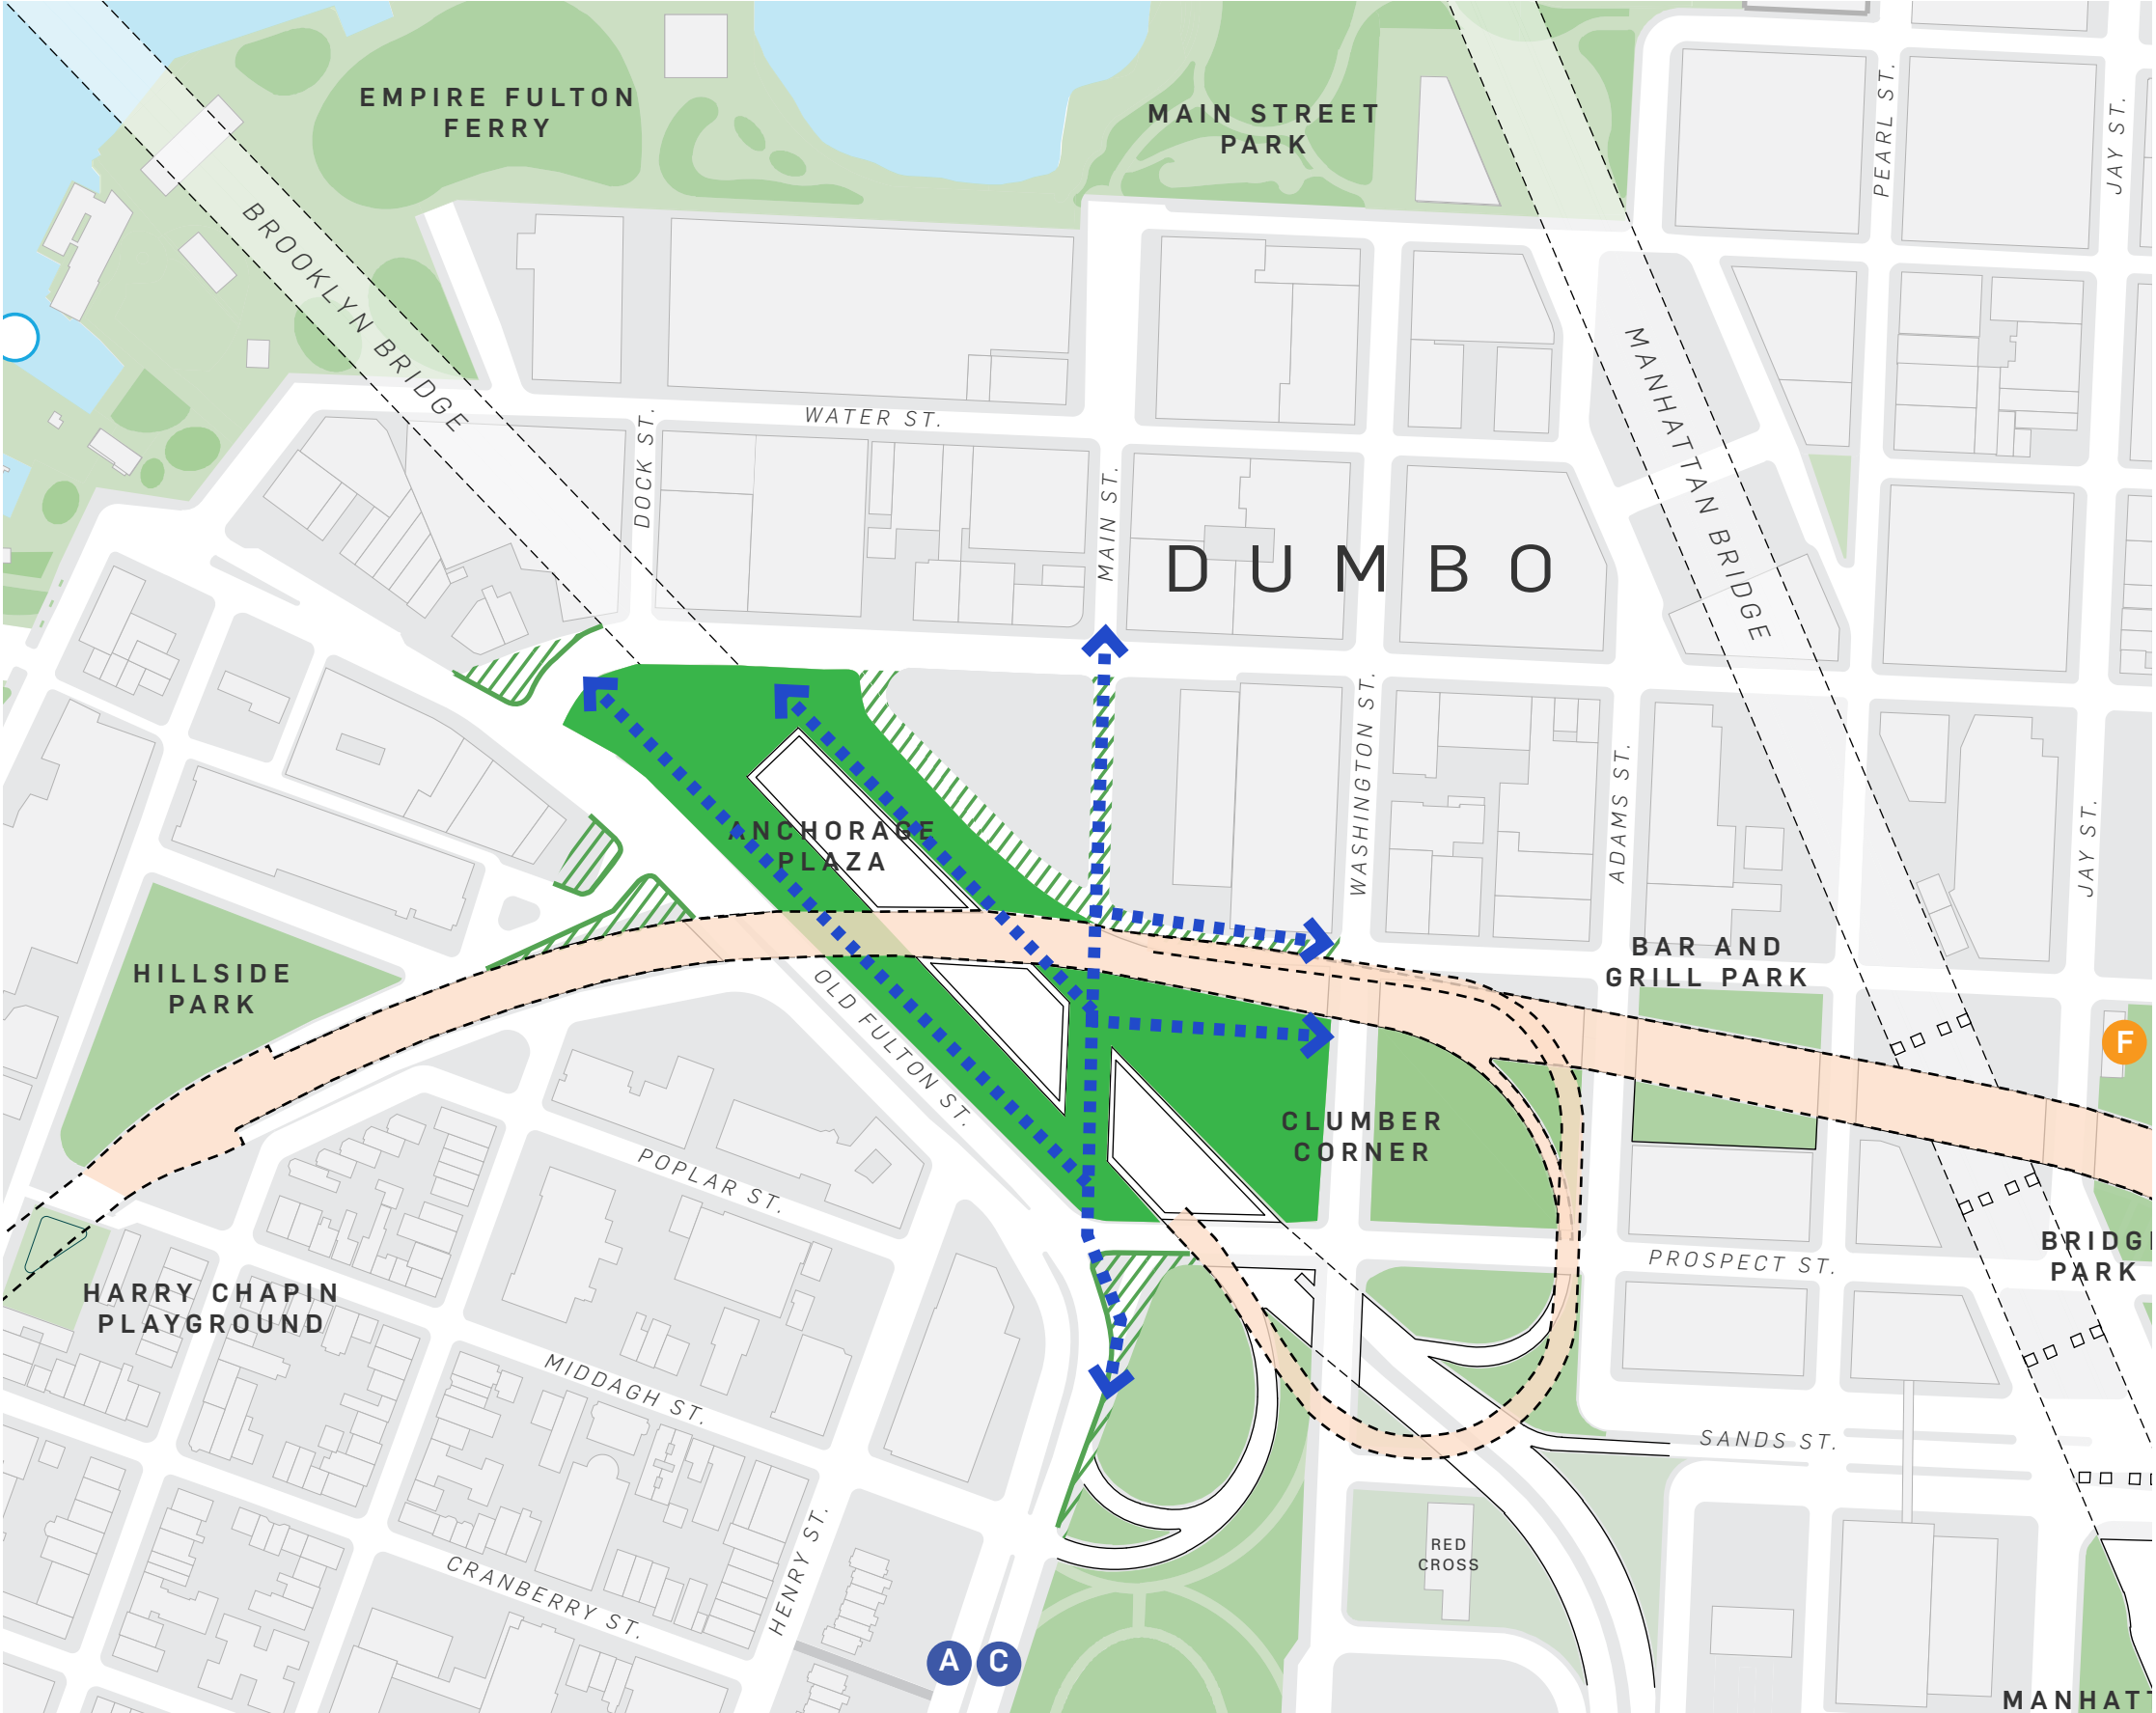 EMPIRE FULTON
FERRY
MAIN STREET
PARK
PEARL ST.
JAY ST.
BROOKLYN BRIDGE
MANHATTAN BRIDGE
WATER ST.
DOCK ST.
MAIN ST.
DUMBO
WASHINGTON ST.
ADAMS ST.
JAY ST.
ANCHORAGE
PLAZA
HILLSIDE
PARK
BAR AND
GRILL PARK
OLD FULTON ST.
F
CLUMBER
CORNER
POPLAR ST.
PROSPECT ST.
BRIDG
PARK
HARRY CHAPIN
PLAYGROUND
MIDDAGH ST.
SANDS ST.
HENRY ST.
CRANBERRY ST.
RED
CROSS
A C
MANHAT